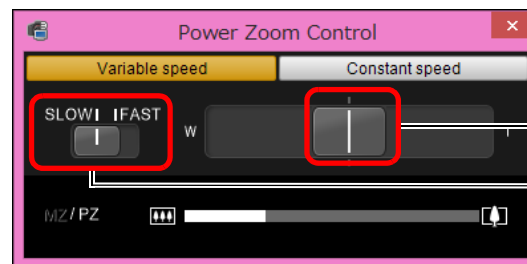 Power Zoom Control
Variable speed Constant speed
SLOW FAST
W T
MZ/PZ